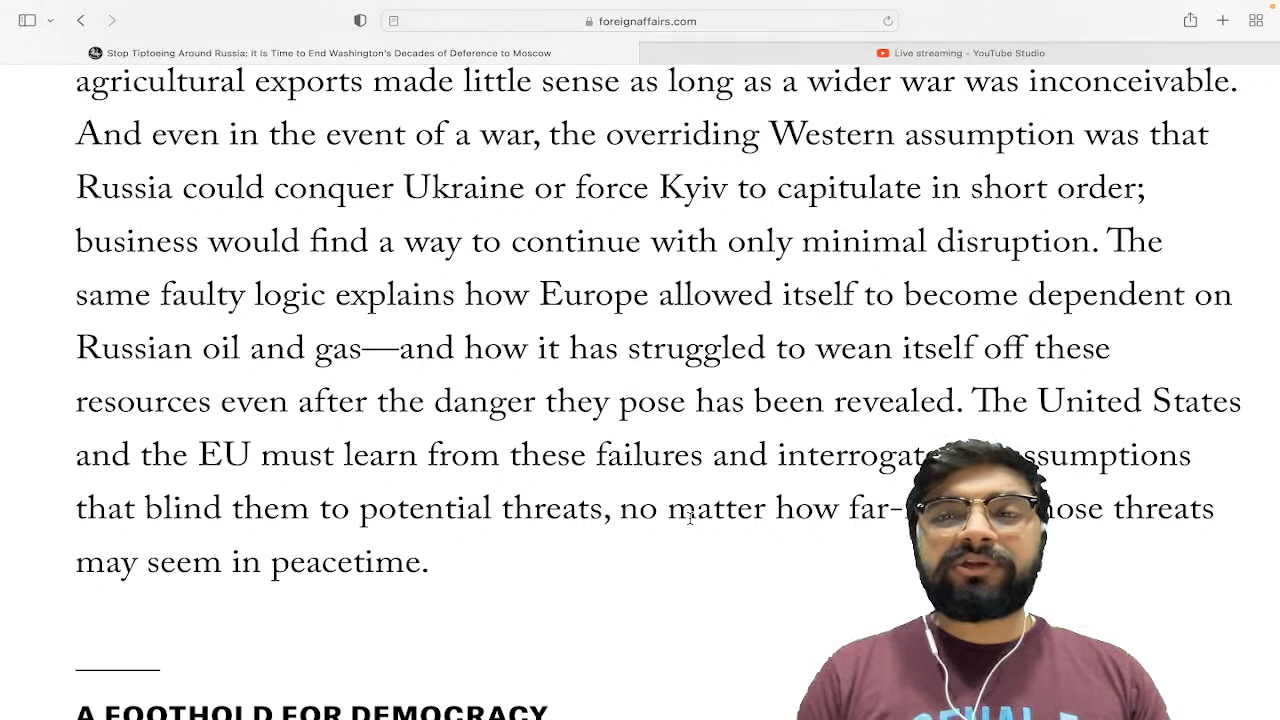 foreignaffairs.com
Stop Tiptoeing Around Russia: It Is Time to End Washington's Decades of Deference to Moscow
Live streaming - YouTube Studio
agricultural exports made little sense as long as a wider war was inconceivable.
And even in the event of a war, the overriding Western assumption was that
Russia could conquer Ukraine or force Kyiv to capitulate in short order;
business would find a way to continue with only minimal disruption. The
same faulty logic explains how Europe allowed itself to become dependent on
Russian oil and gas—and how it has struggled to wean itself off these
resources even after the danger they pose has been revealed. The United States
and the EU must learn from these failures and interrogate assumptions
that blind them to potential threats, no matter how far- those threats
may seem in peacetime.
A FOOTHOLD FOR DEMOCRACY